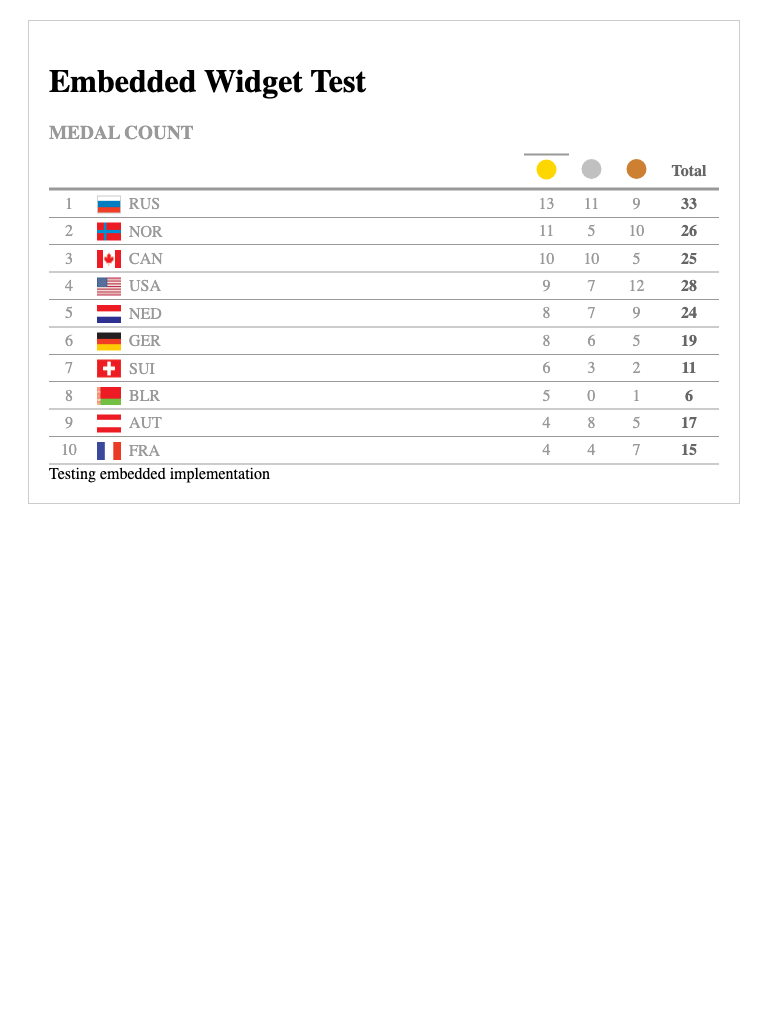 Embedded Widget Test
MEDAL COUNT
Total
1 RUS 13 11 9 33
2 NOR 11 5 10 26
3 CAN 10 10 5 25
4 USA 9 7 12 28
5 NED 8 7 9 24
6 GER 8 6 5 19
7 SUI 6 3 2 11
8 BLR 5 0 1 6
9 AUT 4 8 5 17
10 FRA 4 4 7 15
Testing embedded implementation